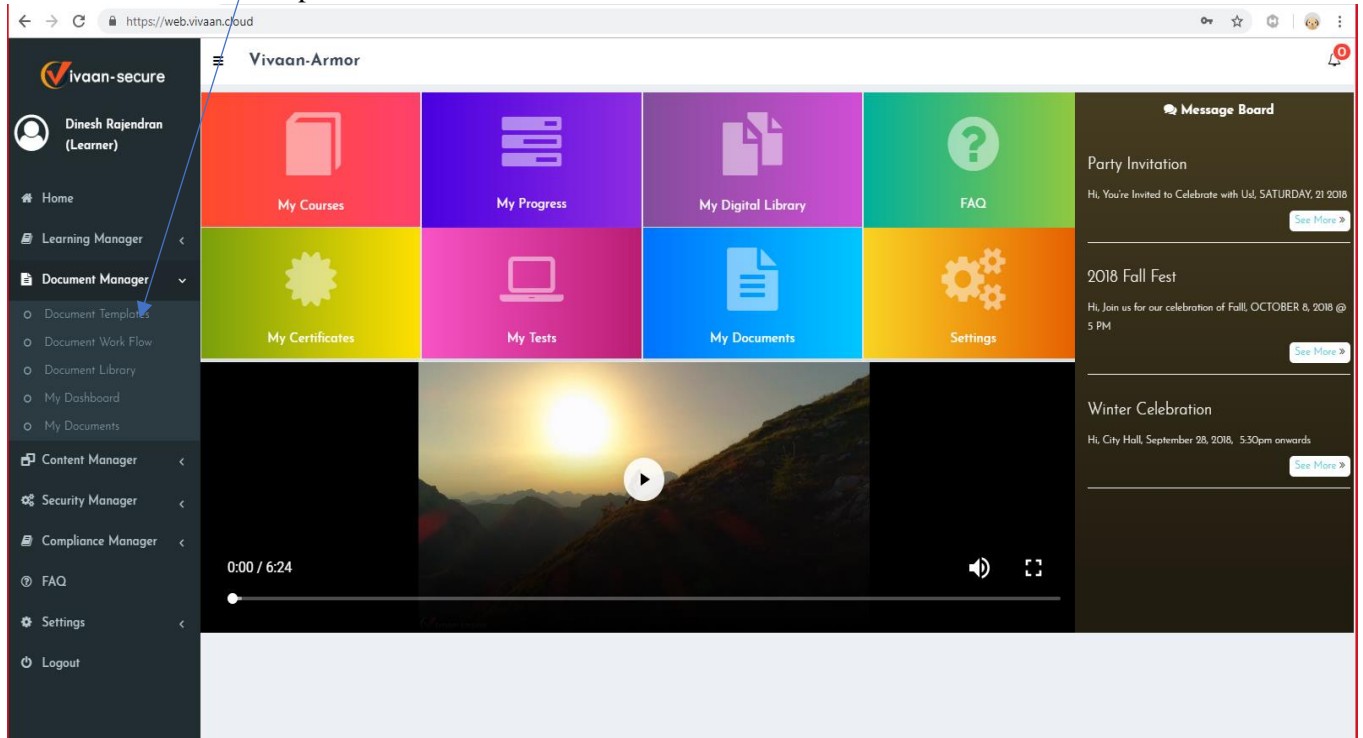 https://web.vivaan.cloud
Vivaan-secure
Vivaan-Armor
0
Dinesh Rajendran
(Learner)
Home
Learning Manager
Document Manager
Document Templates
Document Work Flow
Document Library
My Dashboard
My Documents
Content Manager
Security Manager
Compliance Manager
FAQ
Settings
Logout
My Courses
My Progress
My Digital Library
FAQ
My Certificates
My Tests
My Documents
Settings
0:00 / 6:24
Message Board
Party Invitation
Hi, You're Invited to Celebrate with Us!, SATURDAY, 21 2018
See More »
2018 Fall Fest
Hi, Join us for our celebration of Fall!, OCTOBER 8, 2018 @
5 PM
See More »
Winter Celebration
Hi, City Hall, September 28, 2018, 5:30pm onwards
See More »